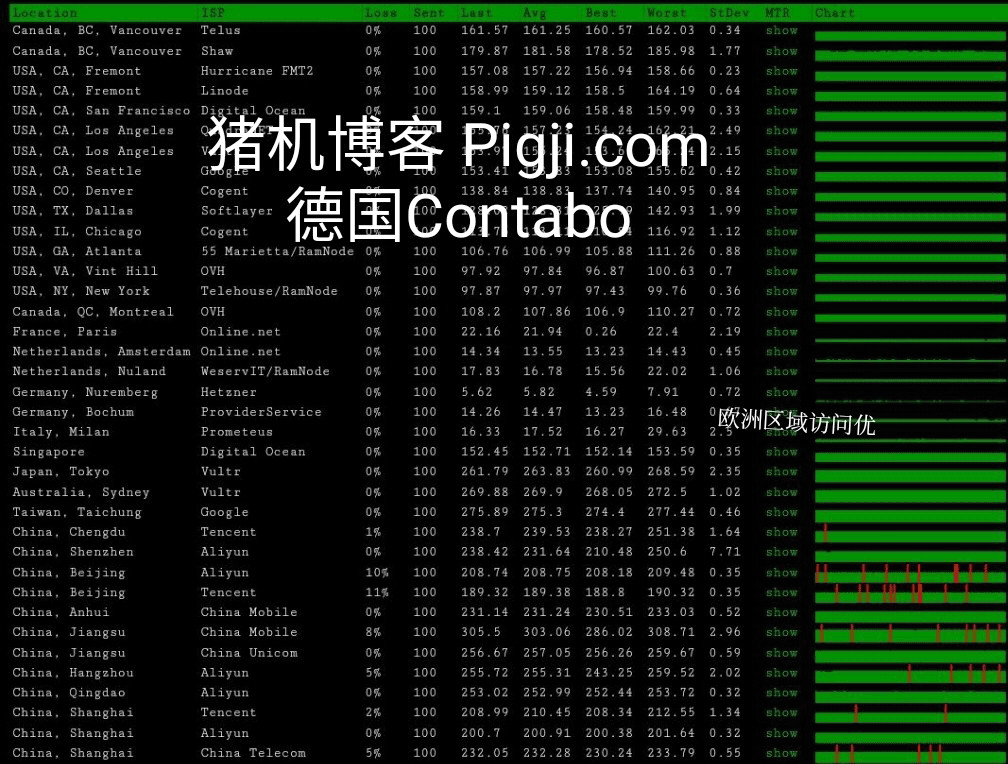 Location ISP Loss Sent Last Avg Best Worst StDev MTR Chart
Canada, BC, Vancouver Telus 0% 100 161.57 161.25 160.57 162.03 0.34 show
Canada, BC, Vancouver Shaw 0% 100 179.87 181.58 178.52 185.98 1.77 show
USA, CA, Fremont Hurricane FMT2 0% 100 157.08 157.22 156.94 158.66 0.23 show
USA, CA, Fremont Linode 0% 100 158.99 159.12 158.5 164.19 0.64 show
USA, CA, San Francisco Digital Ocean 0% 100 159.1 159.06 158.48 159.99 0.33 show
USA, CA, Los Angeles 2.49 show
猪机博客 Pigji.com
USA, CA, Los Angeles 2.15 show
USA, CA, Seattle Google 0% 100 153.41 153.08 155.62 0.42 show
USA, CO, Denver Cogent 100 138.84 138.83 137.74 140.95 0.84 show
USA, TX, Dallas Softlayer 142.93 1.99 show
德国Contabo
USA, IL, Chicago Cogent 116.92 1.12 show
USA, GA, Atlanta 55 Marietta/RamNode 0% 100 106.76 106.99 105.88 111.26 0.88 show
USA, VA, Vint Hill OVH 0% 100 97.92 97.84 96.87 100.63 0.7 show
USA, NY, New York Telehouse/RamNode 0% 100 97.87 97.97 97.43 99.76 0.36 show
Canada, QC, Montreal OVH 0% 100 108.2 107.86 106.9 110.27 0.72 show
France, Paris Online.net 0% 100 22.16 21.94 0.26 22.4 2.19 show
Netherlands, Amsterdam Online.net 0% 100 14.34 13.55 13.23 14.43 0.45 show
Netherlands, Nuland WeservIT/RamNode 0% 100 17.83 16.78 15.56 22.02 1.06 show
Germany, Nuremberg Hetzner 0% 100 5.62 5.82 4.59 7.91 0.72 show
Germany, Bochum ProviderService 0% 100 14.26 14.47 13.23 16.48 show
欧洲区域访问优
Italy, Milan Prometeus 0% 100 16.33 17.52 16.27 29.63 2.5 show
Singapore Digital Ocean 0% 100 152.45 152.71 152.14 153.59 0.35 show
Japan, Tokyo Vultr 0% 100 261.79 263.83 260.99 268.59 2.35 show
Australia, Sydney Vultr 0% 100 269.88 269.9 268.05 272.5 1.02 show
Taiwan, Taichung Google 0% 100 275.89 275.3 274.4 277.44 0.46 show
China, Chengdu Tencent 1% 100 238.7 239.53 238.27 251.38 1.64 show
China, Shenzhen Aliyun 0% 100 238.42 231.64 210.48 250.6 7.71 show
China, Beijing Aliyun 10% 100 208.74 208.75 208.18 209.48 0.35 show
China, Beijing Tencent 11% 100 189.32 189.38 188.8 190.32 0.35 show
China, Anhui China Mobile 0% 100 231.14 231.24 230.51 233.03 0.52 show
China, Jiangsu China Mobile 8% 100 305.5 303.06 286.02 308.71 2.96 show
China, Jiangsu China Unicom 0% 100 256.67 257.05 256.26 259.67 0.59 show
China, Hangzhou Aliyun 5% 100 255.72 255.31 243.25 259.52 2.02 show
China, Qingdao Aliyun 0% 100 253.02 252.99 252.44 253.72 0.32 show
China, Shanghai Tencent 2% 100 208.99 210.45 208.34 212.55 1.34 show
China, Shanghai Aliyun 0% 100 200.7 200.91 200.38 201.64 0.32 show
China, Shanghai China Telecom 5% 100 232.05 232.28 230.24 233.79 0.55 show